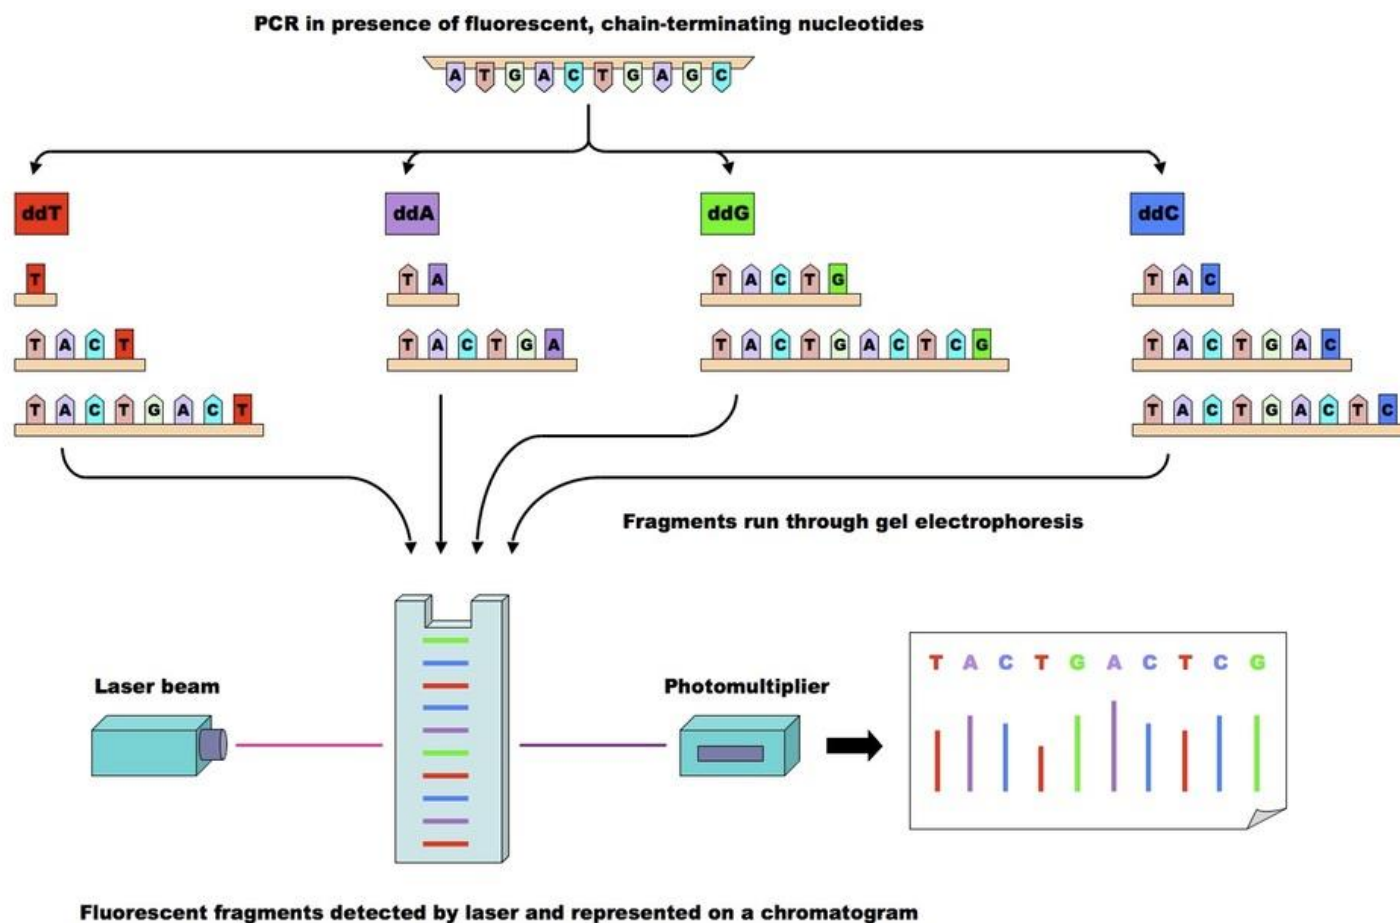 PCR in presence of fluorescent, chain-terminating nucleotides
A T G A C T G A G C
ddT
ddA
ddG
ddC
T
T A
T A C T G
T A C
T A C T
T A C T G A
T A C T G A C T C G
T A C T G A C
T A C T G A C T
T A C T G A C T C
Fragments run through gel electrophoresis
Laser beam
Photomultiplier
T A C T G A C T C G
Fluorescent fragments detected by laser and represented on a chromatogram